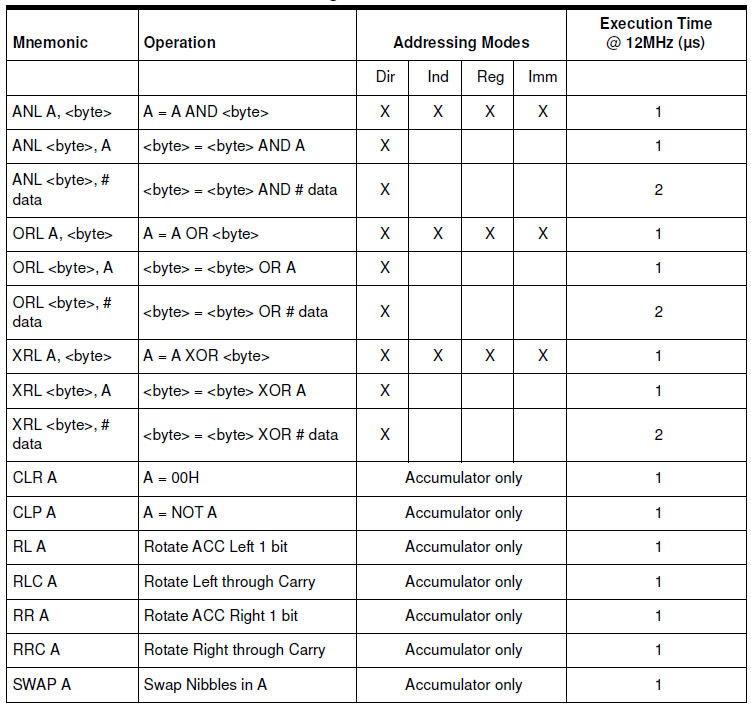 Mnemonic Operation Addressing Modes Execution Time
@ 12MHz (µs)
Dir Ind Reg Imm
ANL A, <byte> A = A AND <byte> X X X X 1
ANL <byte>, A <byte> = <byte> AND A X 1
ANL <byte>, #
data <byte> = <byte> AND # data X 2
ORL A, <byte> A = A OR <byte> X X X X 1
ORL <byte>, A <byte> = <byte> OR A X 1
ORL <byte>, #
data <byte> = <byte> OR # data X 2
XRL A, <byte> A = A XOR <byte> X X X X 1
XRL <byte>, A <byte> = <byte> XOR A X 1
XRL <byte>, #
data <byte> = <byte> XOR # data X 2
CLR A A = 00H Accumulator only 1
CLP A A = NOT A Accumulator only 1
RL A Rotate ACC Left 1 bit Accumulator only 1
RLC A Rotate Left through Carry Accumulator only 1
RR A Rotate ACC Right 1 bit Accumulator only 1
RRC A Rotate Right through Carry Accumulator only 1
SWAP A Swap Nibbles in A Accumulator only 1